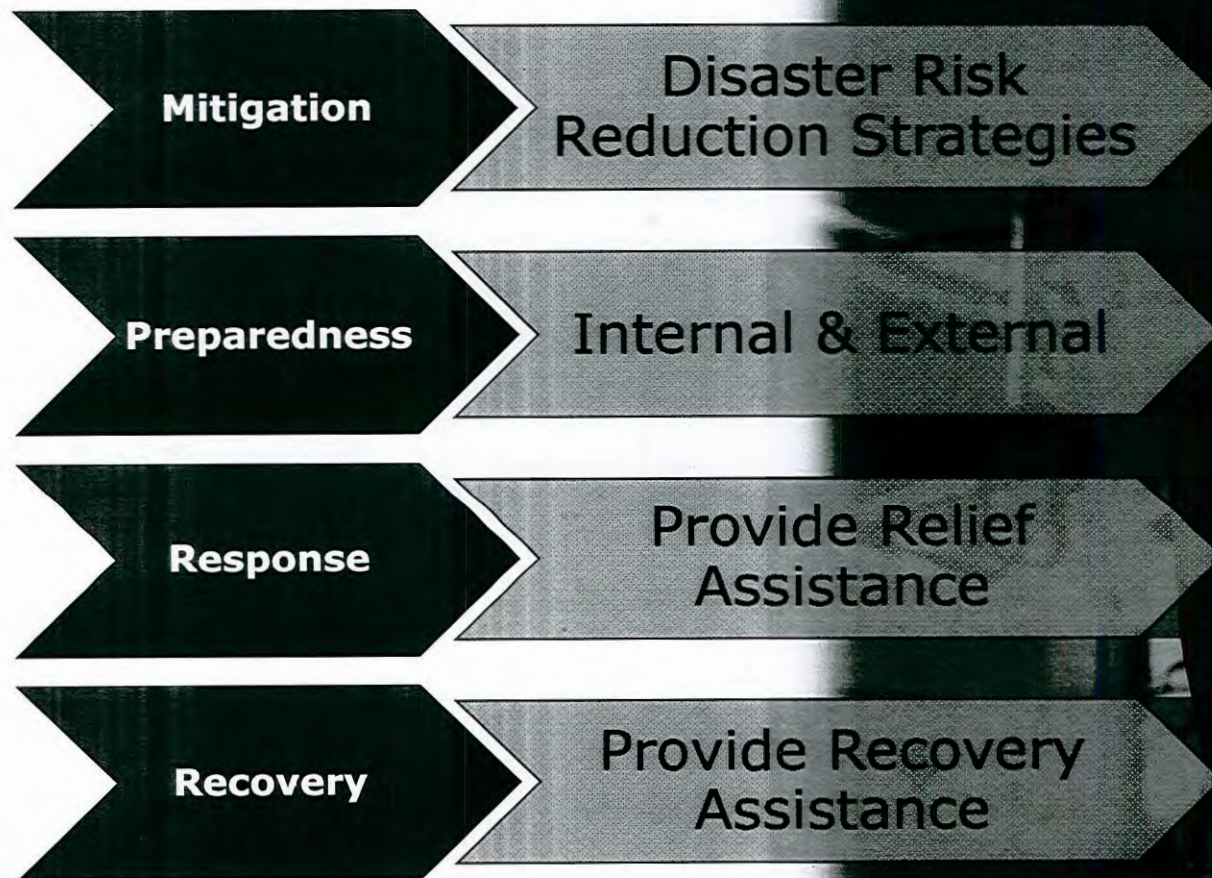 Mitigation
Disaster Risk
Reduction Strategies
Preparedness
Internal & External
Response
Provide Relief
Assistance
Recovery
Provide Recovery
Assistance